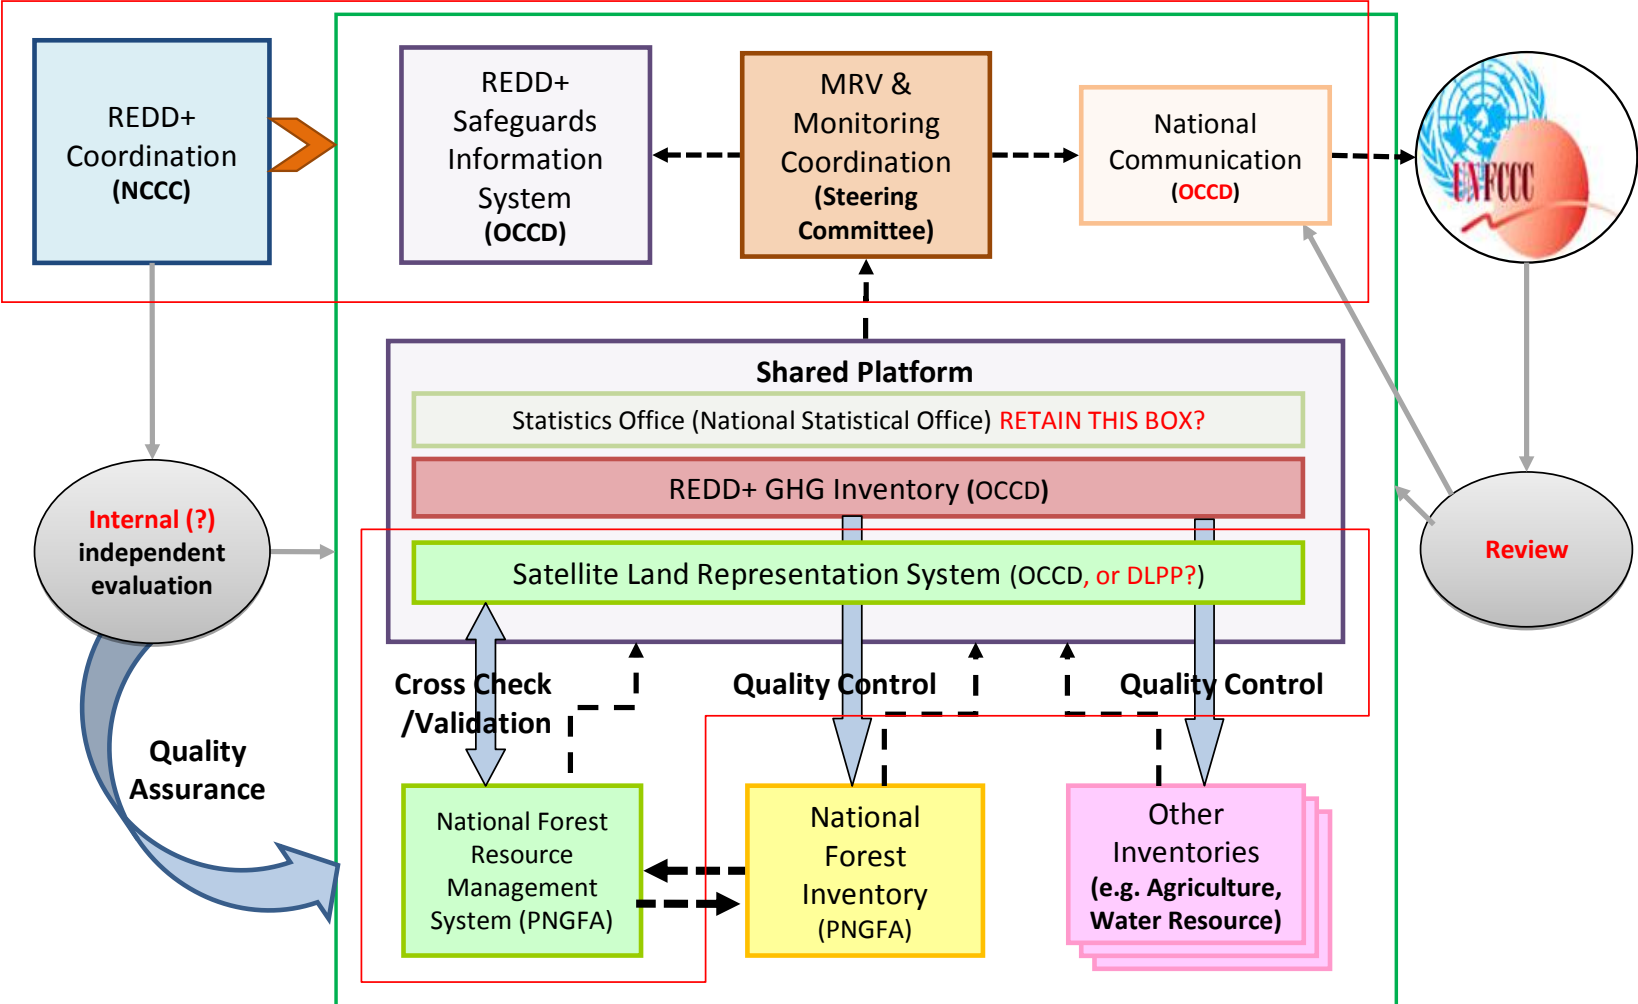 REDD+
Coordination
(NCCC)
REDD+
Safeguards
Information
System
(OCCD)
MRV &
Monitoring
Coordination
(Steering
Committee)
National
Communication
(OCCD)
UNFCCC
Shared Platform
Statistics Office (National Statistical Office) RETAIN THIS BOX?
REDD+ GHG Inventory (OCCD)
Satellite Land Representation System (OCCD, or DLPP?)
Internal (?)
independent
evaluation
Review
Cross Check
/Validation
Quality Control
Quality Control
Quality
Assurance
National Forest
Resource
Management
System (PNGFA)
National
Forest
Inventory
(PNGFA)
Other
Inventories
(e.g. Agriculture,
Water Resource)